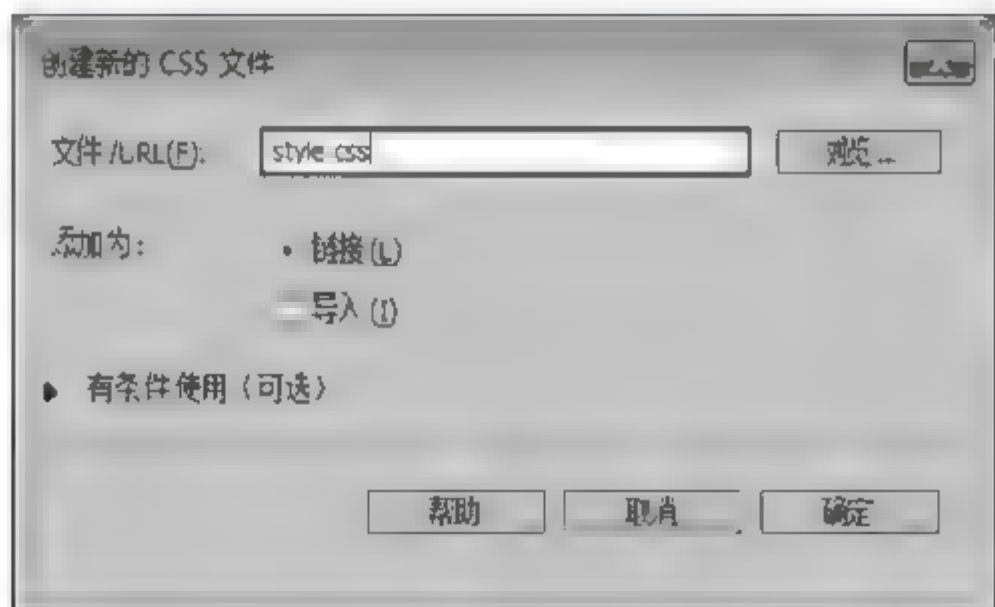 创建新的 CSS 文件
文件/URL(F):
style css
浏览...
添加为:
链接(L)
导入(I)
有条件使用（可选）
帮助
取消
确定